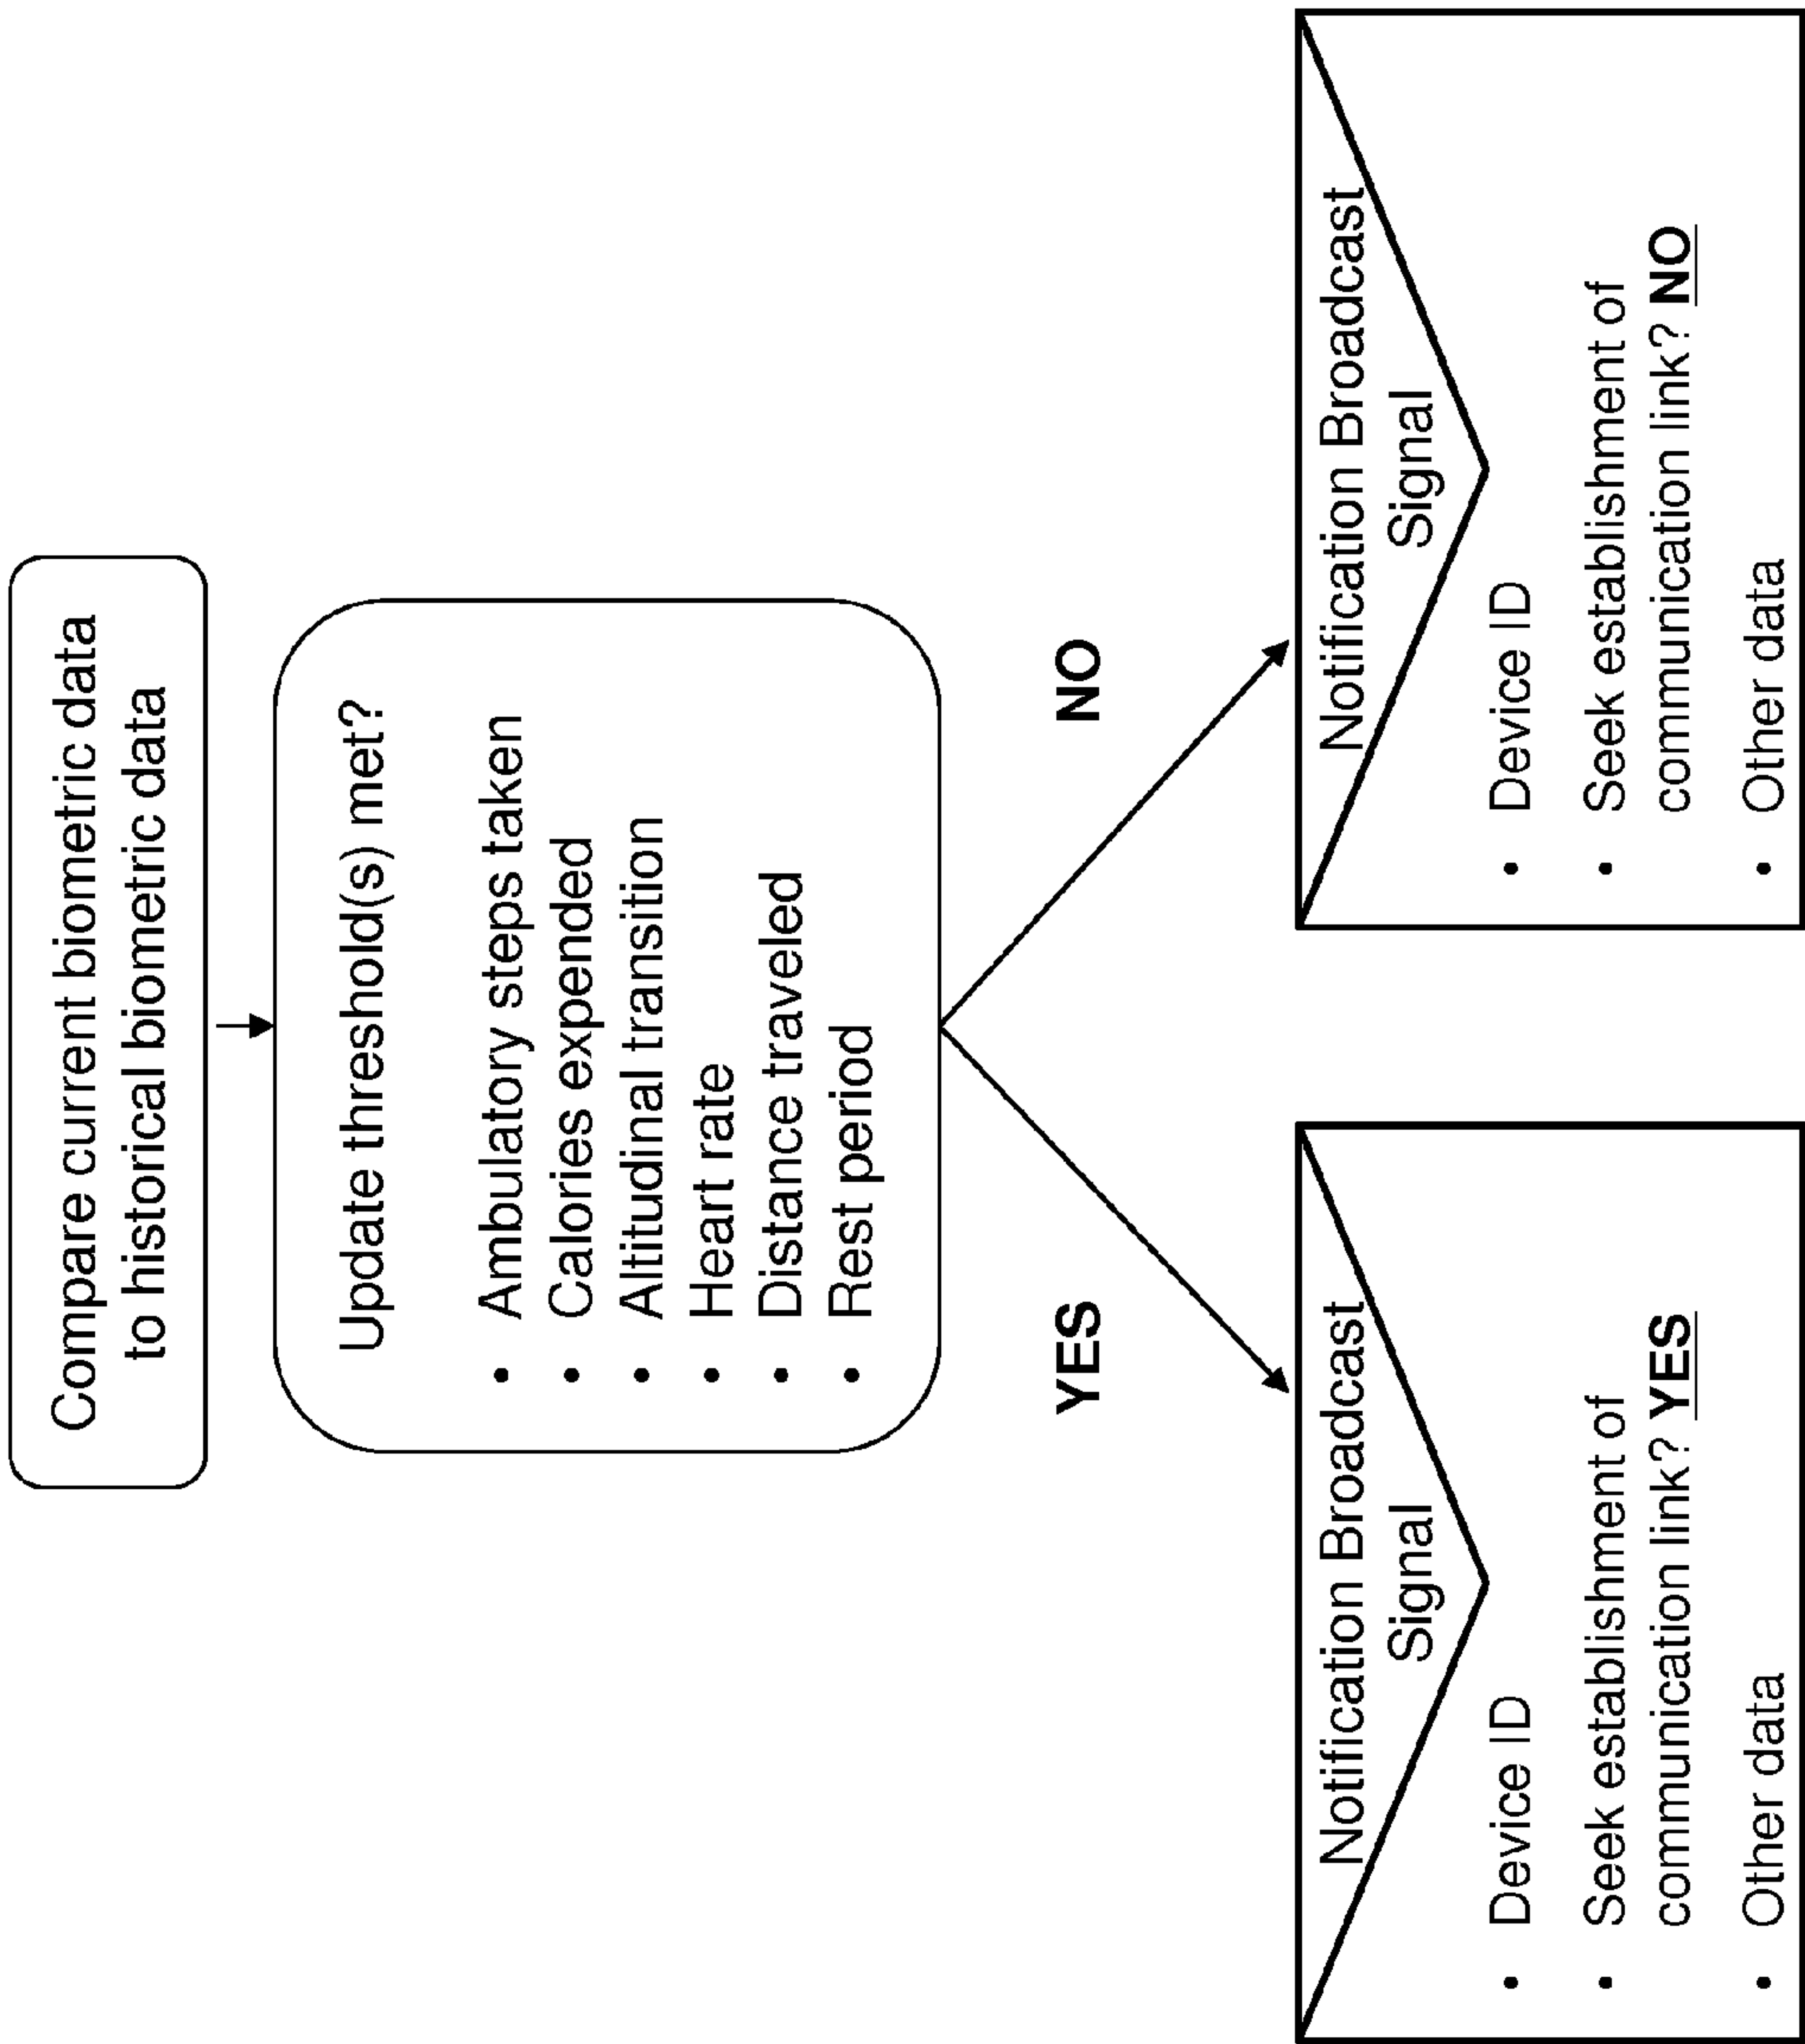 Compare current biometric data
to historical biometric data
Update threshold(s) met?
• Ambulatory steps taken
• Calories expended
• Altitudinal transition
• Heart rate
• Distance traveled
• Rest period
YES
NO
Notification Broadcast
Signal
• Device ID
• Seek establishment of
communication link? YES
• Other data
Notification Broadcast
Signal
• Device ID
• Seek establishment of
communication link? NO
• Other data